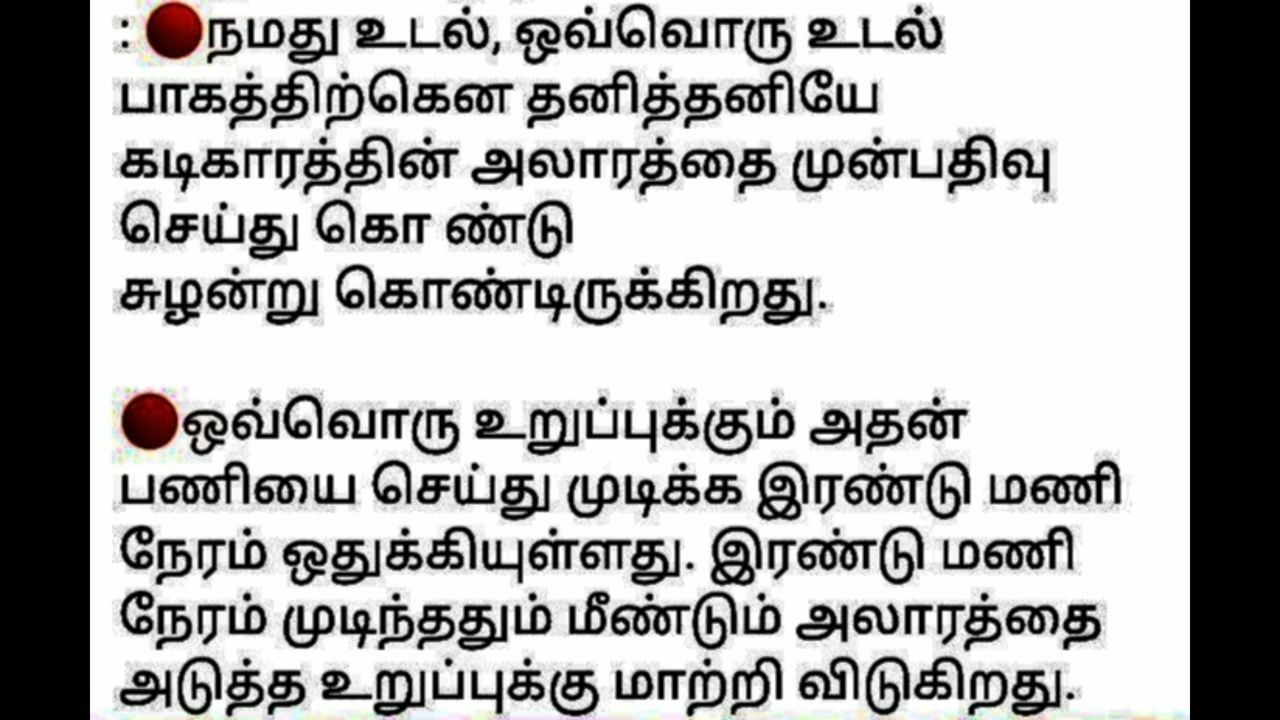 : 🔴நமது உடல், ஒவ்வொரு உடல்
பாகத்திற்கென தனித்தனியே
கடிகாரத்தின் அலாரத்தை முன்பதிவு
செய்து கொ ண்டு
சுழன்று கொண்டிருக்கிறது.
🔴ஒவ்வொரு உறுப்புக்கும் அதன்
பணியை செய்து முடிக்க இரண்டு மணி
நேரம் ஒதுக்கியுள்ளது. இரண்டு மணி
நேரம் முடிந்ததும் மீண்டும் அலாரத்தை
அடுத்த உறுப்புக்கு மாற்றி விடுகிறது.